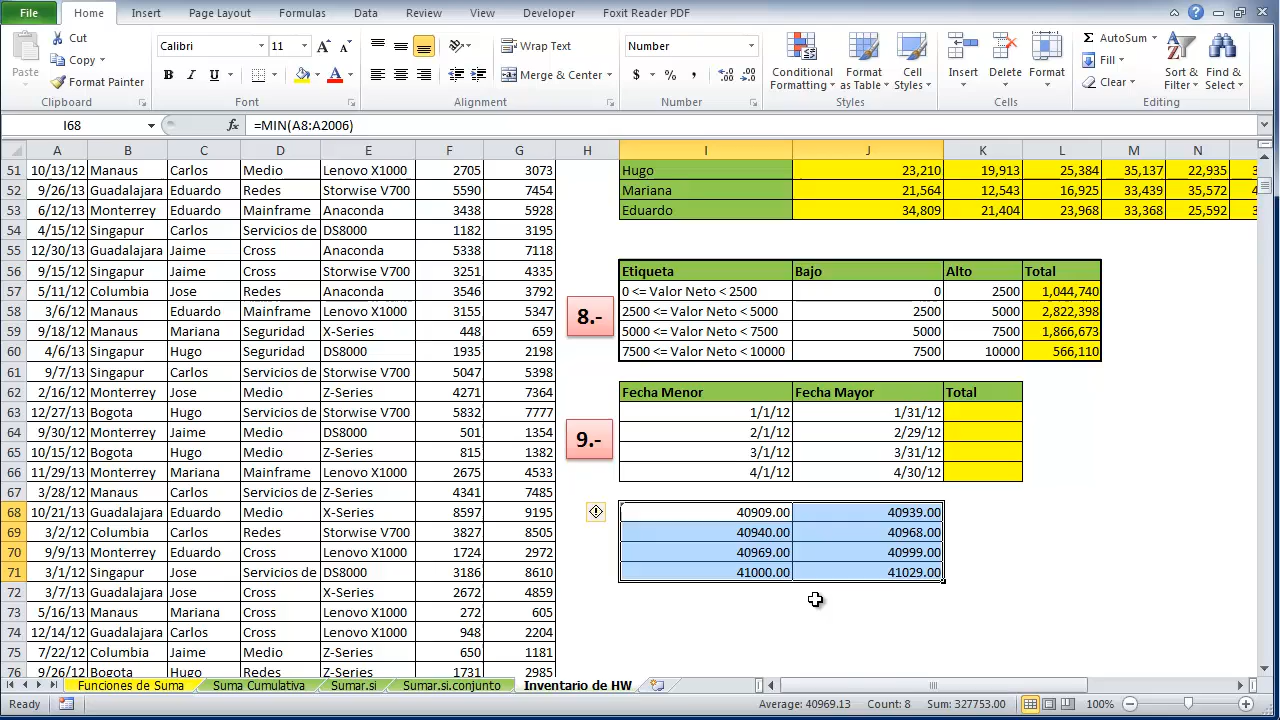 File Home Insert Page Layout Formulas Data Review View Developer Foxit Reader PDF
Paste Cut Copy Format Painter Clipboard
Calibri 11 A A B I U A Font
Wrap Text Merge & Center Alignment
Number $ % , .0 .00 .00 .0 Number
Conditional Formatting Format as Table Cell Styles Styles
Insert Delete Format Cells
Σ AutoSum Fill Clear Sort & Filter Find & Select Editing
I68 fx =MIN(A8:A2006)
A B C D E F G H I J K L M N
51 10/13/12 Manaus Carlos Medio Lenovo X1000 2705 3073 Hugo 23,210 19,913 25,384 35,137 22,935
52 9/26/13 Guadalajara Eduardo Redes Storwise V700 5590 7454 Mariana 21,564 12,543 16,925 33,439 35,572
53 6/12/13 Monterrey Eduardo Mainframe Anaconda 3438 5928 Eduardo 34,809 21,404 23,968 33,368 25,592
54 4/15/12 Singapur Carlos Servicios de DS8000 1182 3195
55 12/30/13 Guadalajara Jaime Cross Anaconda 5338 7118
56 9/15/12 Singapur Jaime Cross Storwise V700 3251 4335 Etiqueta Bajo Alto Total
57 5/11/12 Columbia Jose Redes Storwise V700 3546 3792 0 <= Valor Neto < 2500 0 2500 1,044,740
58 3/6/12 Manaus Eduardo Mainframe Lenovo X1000 3155 5347 8.- 2500 <= Valor Neto < 5000 2500 5000 2,822,398
59 9/18/12 Manaus Mariana Seguridad X-Series 448 659 5000 <= Valor Neto < 7500 5000 7500 1,866,673
60 4/6/13 Singapur Hugo Seguridad DS8000 1935 2198 7500 <= Valor Neto < 10000 7500 10000 566,110
61 9/7/13 Singapur Carlos Cross Storwise V700 5047 5398
62 2/16/12 Monterrey Jose Medio Z-Series 4271 7364 Fecha Menor Fecha Mayor Total
63 12/27/13 Bogota Hugo Servicios de Storwise V700 5832 7777 1/1/12 1/31/12
64 9/30/12 Monterrey Jaime Medio DS8000 501 1354 9.- 2/1/12 2/29/12
65 10/15/12 Bogota Hugo Medio Z-Series 815 1382 3/1/12 3/31/12
66 11/29/13 Monterrey Mariana Mainframe Lenovo X1000 2675 4533 4/1/12 4/30/12
67 3/28/12 Manaus Carlos Servicios de Z-Series 4341 7485
68 10/21/13 Guadalajara Eduardo Medio X-Series 8597 9195 40909.00 40939.00
69 3/2/12 Columbia Carlos Redes Storwise V700 3827 8505 40940.00 40968.00
70 9/9/13 Monterrey Eduardo Cross Lenovo X1000 1724 2972 40969.00 40999.00
71 3/1/12 Singapur Jose Servicios de DS8000 3186 8610 41000.00 41029.00
72 3/7/13 Guadalajara Jose Cross X-Series 2672 4859
73 5/16/13 Manaus Mariana Cross Lenovo X1000 272 605
74 12/14/12 Guadalajara Carlos Cross Lenovo X1000 948 2204
75 7/22/12 Columbia Jaime Medio Z-Series 650 1181
76 9/26/12 Bogota Hugo Redes Z-Series 1731 2985
Funciones de Suma Suma Cumulativa Sumar.si Sumar.si.conjunto Inventario de HW
Ready Average: 40969.13 Count: 8 Sum: 327753.00 100%